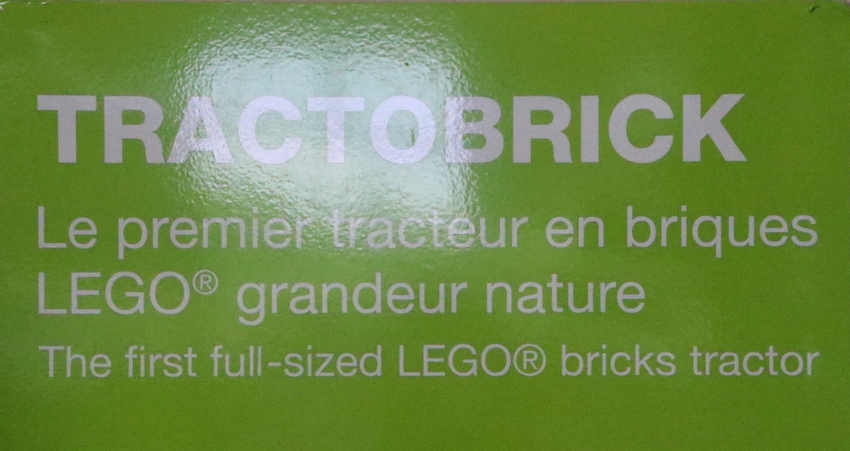 TRACTOBRICK
Le premier tracteur en briques
LEGO® grandeur nature
The first full-sized LEGO® bricks tractor